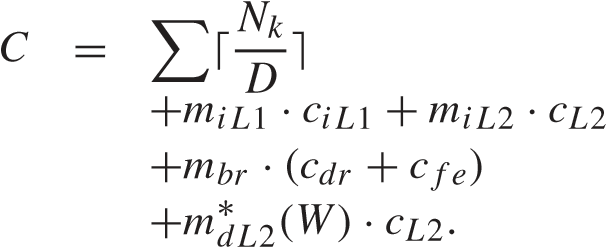 C = ∑⌈N_k/D⌉
+m_{iL1} · c_{iL1} + m_{iL2} · c_{L2}
+m_{br} · (c_{dr} + c_{fe})
+m^*_{dL2}(W) · c_{L2}.